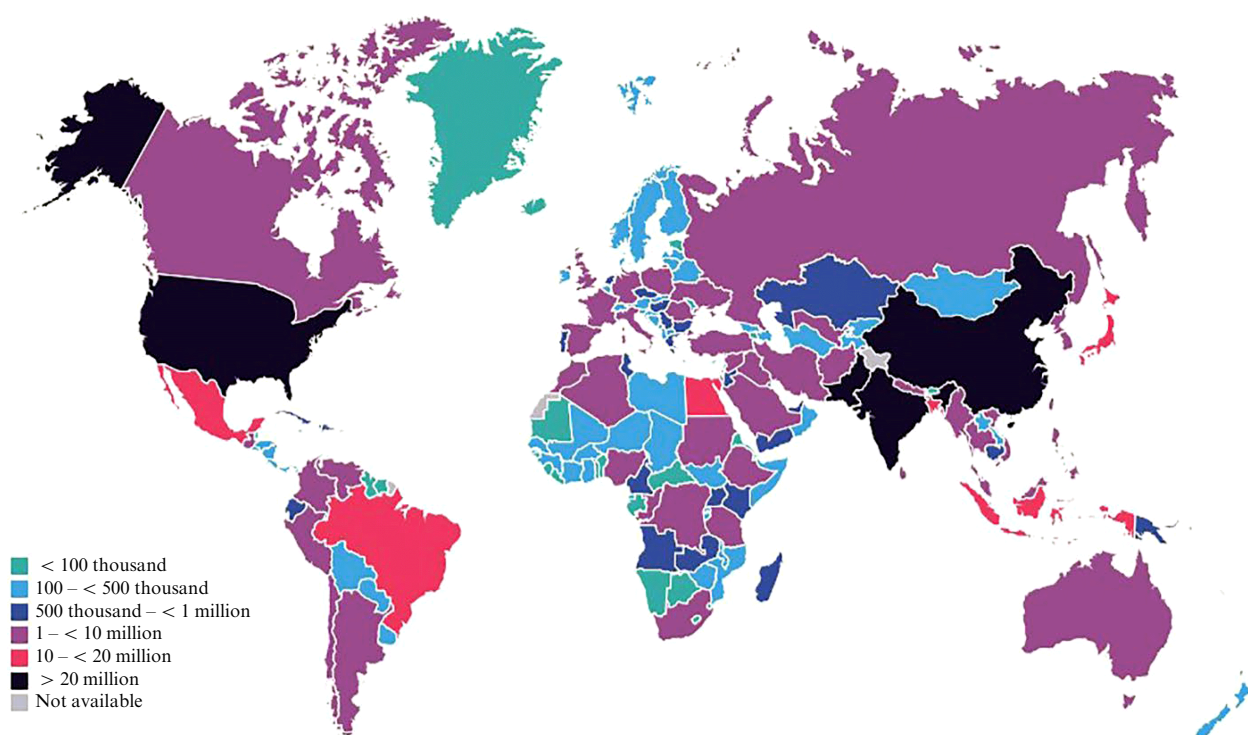 < 100 thousand
100 – < 500 thousand
500 thousand – < 1 million
1 – < 10 million
10 – < 20 million
> 20 million
Not available